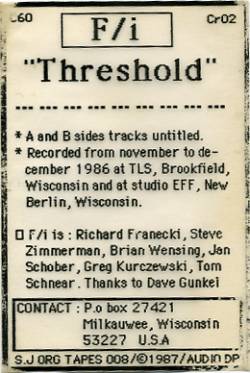 c60 CrO2
F/i
"Threshold"
* A and B sides tracks untitled.
* Recorded from november to de-
cember 1986 at TLS, Brookfield,
Wisconsin and at studio EFF, New
Berlin, Wisconsin.
F/i is : Richard Franecki, Steve
Zimmerman, Brian Wensing, Jan
Schober, Greg Kurczewski, Tom
Schnear. Thanks to Dave Gunkel
CONTACT : P.o box 27421
Milkauwee, Wisconsin
53227 U.S.A
S.J ORG TAPES 008/©1987/AUDIO DP